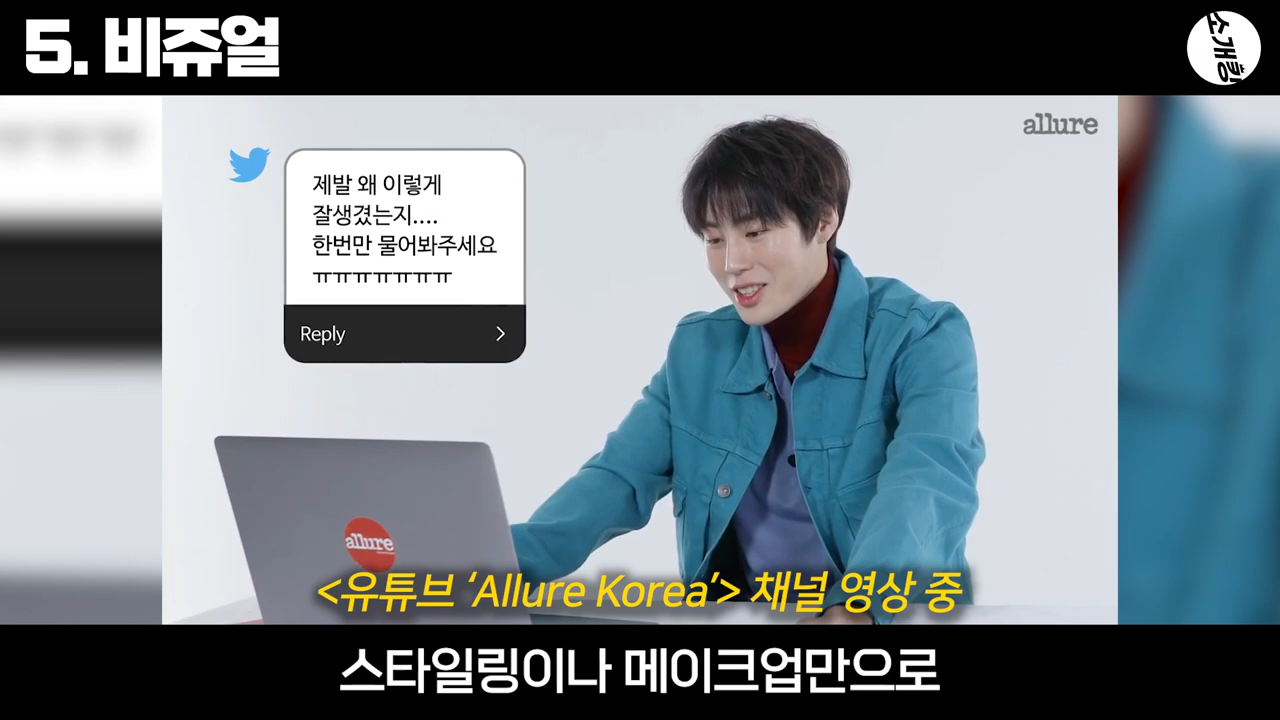 5. 비쥬얼
소개항
allure
제발 왜 이렇게
잘생겼는지....
한번만 물어봐주세요
ㅠㅠㅠㅠㅠㅠㅠ
Reply
allure
<유튜브 ‘Allure Korea’> 채널 영상 중
스타일링이나 메이크업만으로